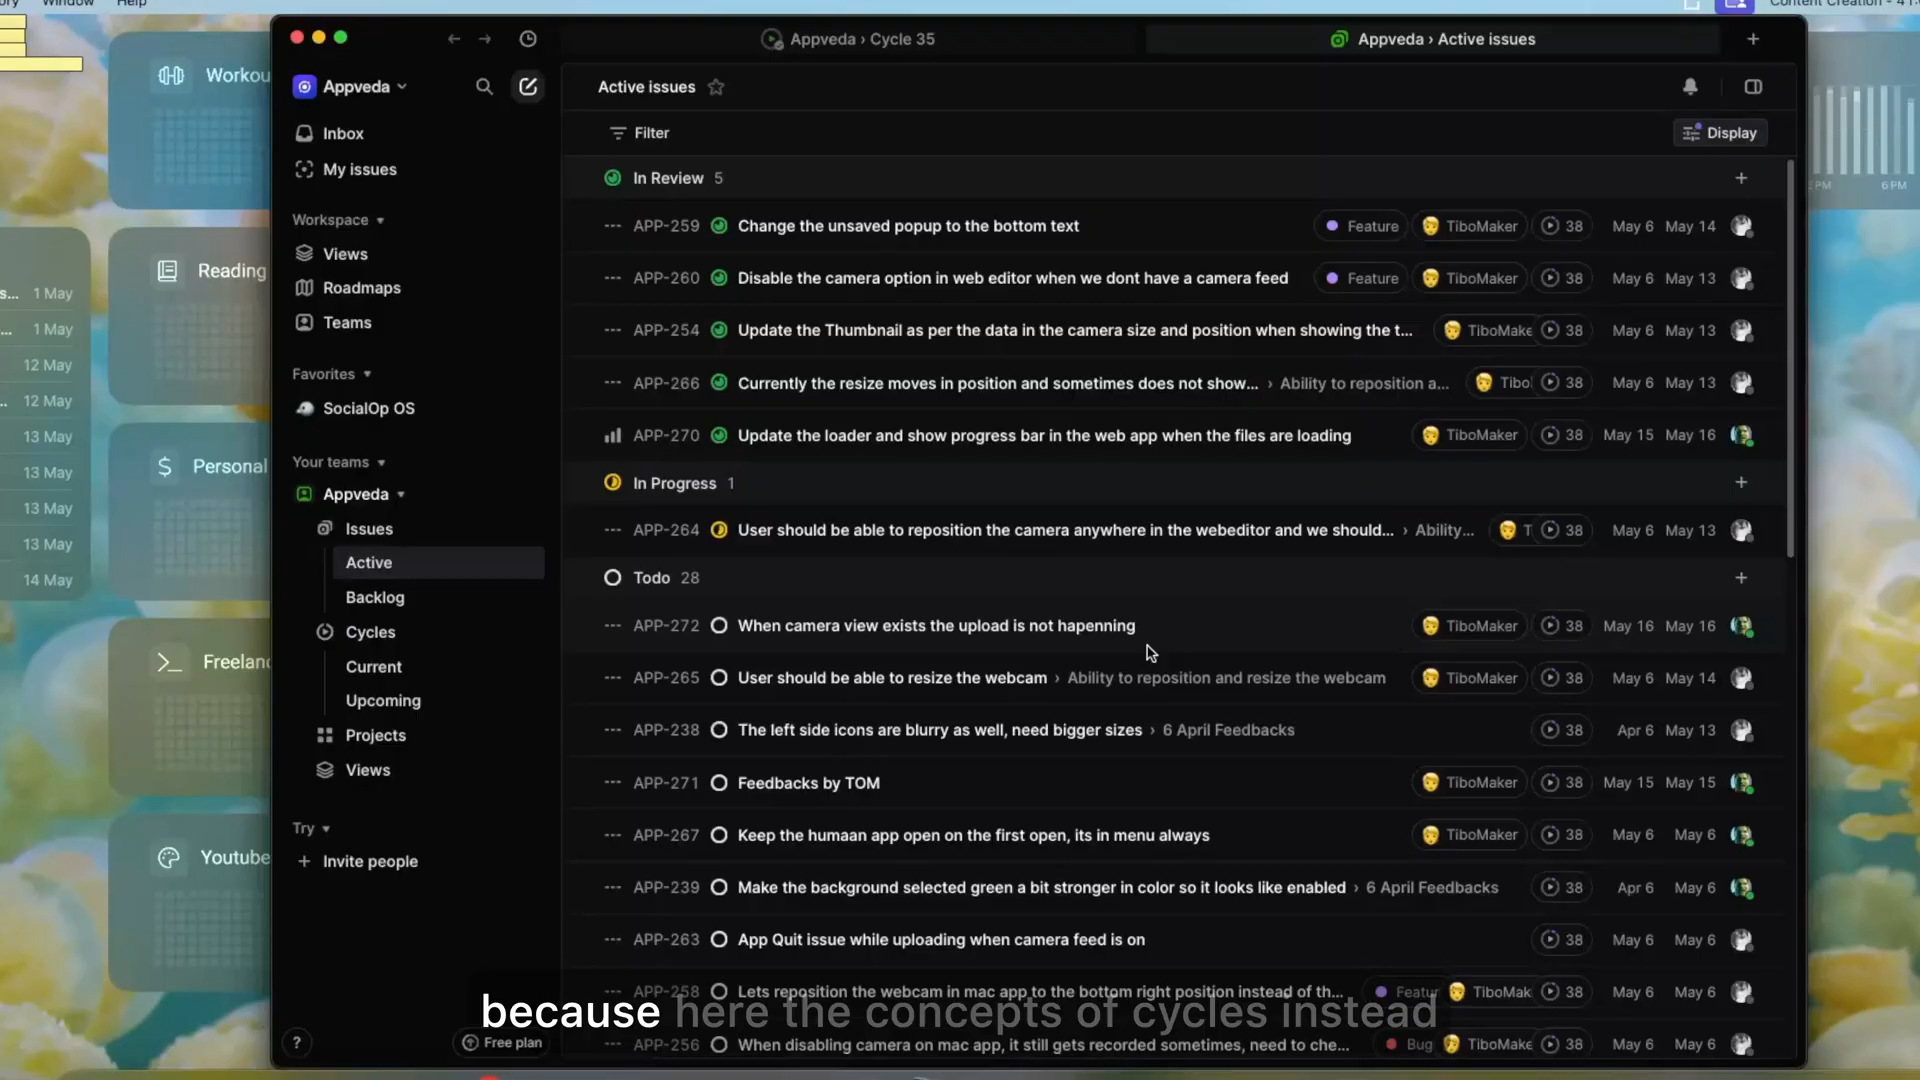 Window Help
Content Creation
Appveda › Cycle 35
Appveda › Active issues
Appveda
Inbox
My issues
Workspace
Views
Roadmaps
Teams
Favorites
SocialOp OS
Your teams
Appveda
Issues
Active
Backlog
Cycles
Current
Upcoming
Projects
Views
Try
Invite people
Free plan
Active issues
Filter
Display
In Review 5
APP-259 Change the unsaved popup to the bottom text Feature TiboMaker 38 May 6 May 14
APP-260 Disable the camera option in web editor when we dont have a camera feed Feature TiboMaker 38 May 6 May 13
APP-254 Update the Thumbnail as per the data in the camera size and position when showing the t... TiboMake 38 May 6 May 13
APP-266 Currently the resize moves in position and sometimes does not show... › Ability to reposition a... Tibo 38 May 6 May 13
APP-270 Update the loader and show progress bar in the web app when the files are loading TiboMaker 38 May 15 May 16
In Progress 1
APP-264 User should be able to reposition the camera anywhere in the webeditor and we should... › Ability... T 38 May 6 May 13
Todo 28
APP-272 When camera view exists the upload is not hapenning TiboMaker 38 May 16 May 16
APP-265 User should be able to resize the webcam › Ability to reposition and resize the webcam TiboMaker 38 May 6 May 14
APP-238 The left side icons are blurry as well, need bigger sizes › 6 April Feedbacks 38 Apr 6 May 13
APP-271 Feedbacks by TOM TiboMaker 38 May 15 May 15
APP-267 Keep the humaan app open on the first open, its in menu always TiboMaker 38 May 6 May 6
APP-239 Make the background selected green a bit stronger in color so it looks like enabled › 6 April Feedbacks 38 Apr 6 May 6
APP-263 App Quit issue while uploading when camera feed is on 38 May 6 May 6
APP-258 Lets reposition the webcam in mac app to the bottom right position instead of th... Featur TiboMak 38 May 6 May 6
because here the concepts of cycles instead
APP-256 When disabling camera on mac app, it still gets recorded sometimes, need to che... Bug TiboMake 38 May 6 May 6
Workou
Reading
Personal
Freelan
Youtube
1 May
1 May
12 May
12 May
13 May
13 May
13 May
13 May
14 May
6 PM